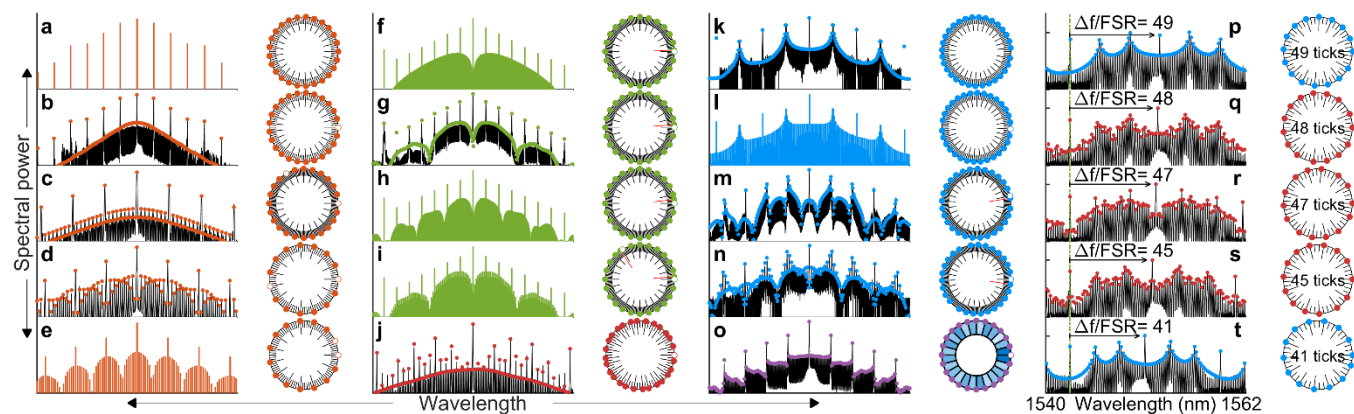 Spectral power
a
b
c
d
e
f
g
h
i
j
k
l
m
n
o
Wavelength
Δf/FSR= 49
p
49 ticks
Δf/FSR= 48
q
48 ticks
Δf/FSR= 47
r
47 ticks
Δf/FSR= 45
s
45 ticks
Δf/FSR= 41
t
41 ticks
1540 Wavelength (nm) 1562